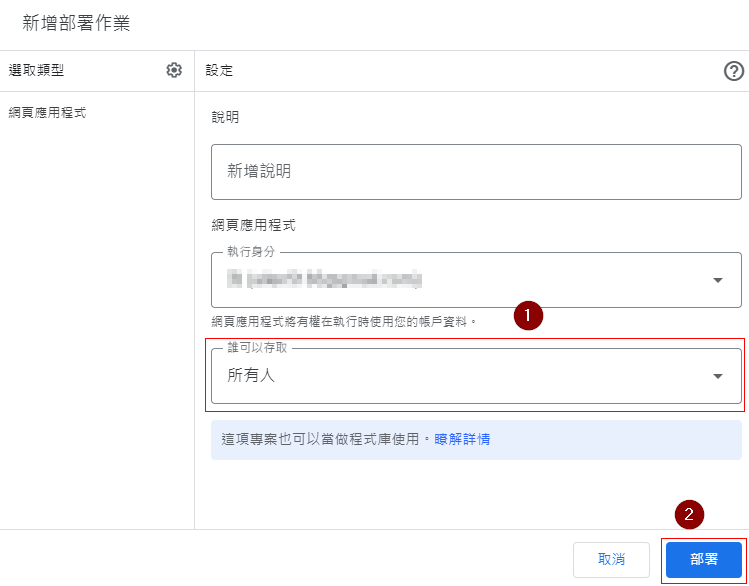 新增部署作業
選取類型
設定
網頁應用程式
說明
新增說明
網頁應用程式
執行身分
網頁應用程式將有權在執行時使用您的帳戶資料。
1
誰可以存取
所有人
這項專案也可以當做程式庫使用。瞭解詳情
2
取消
部署